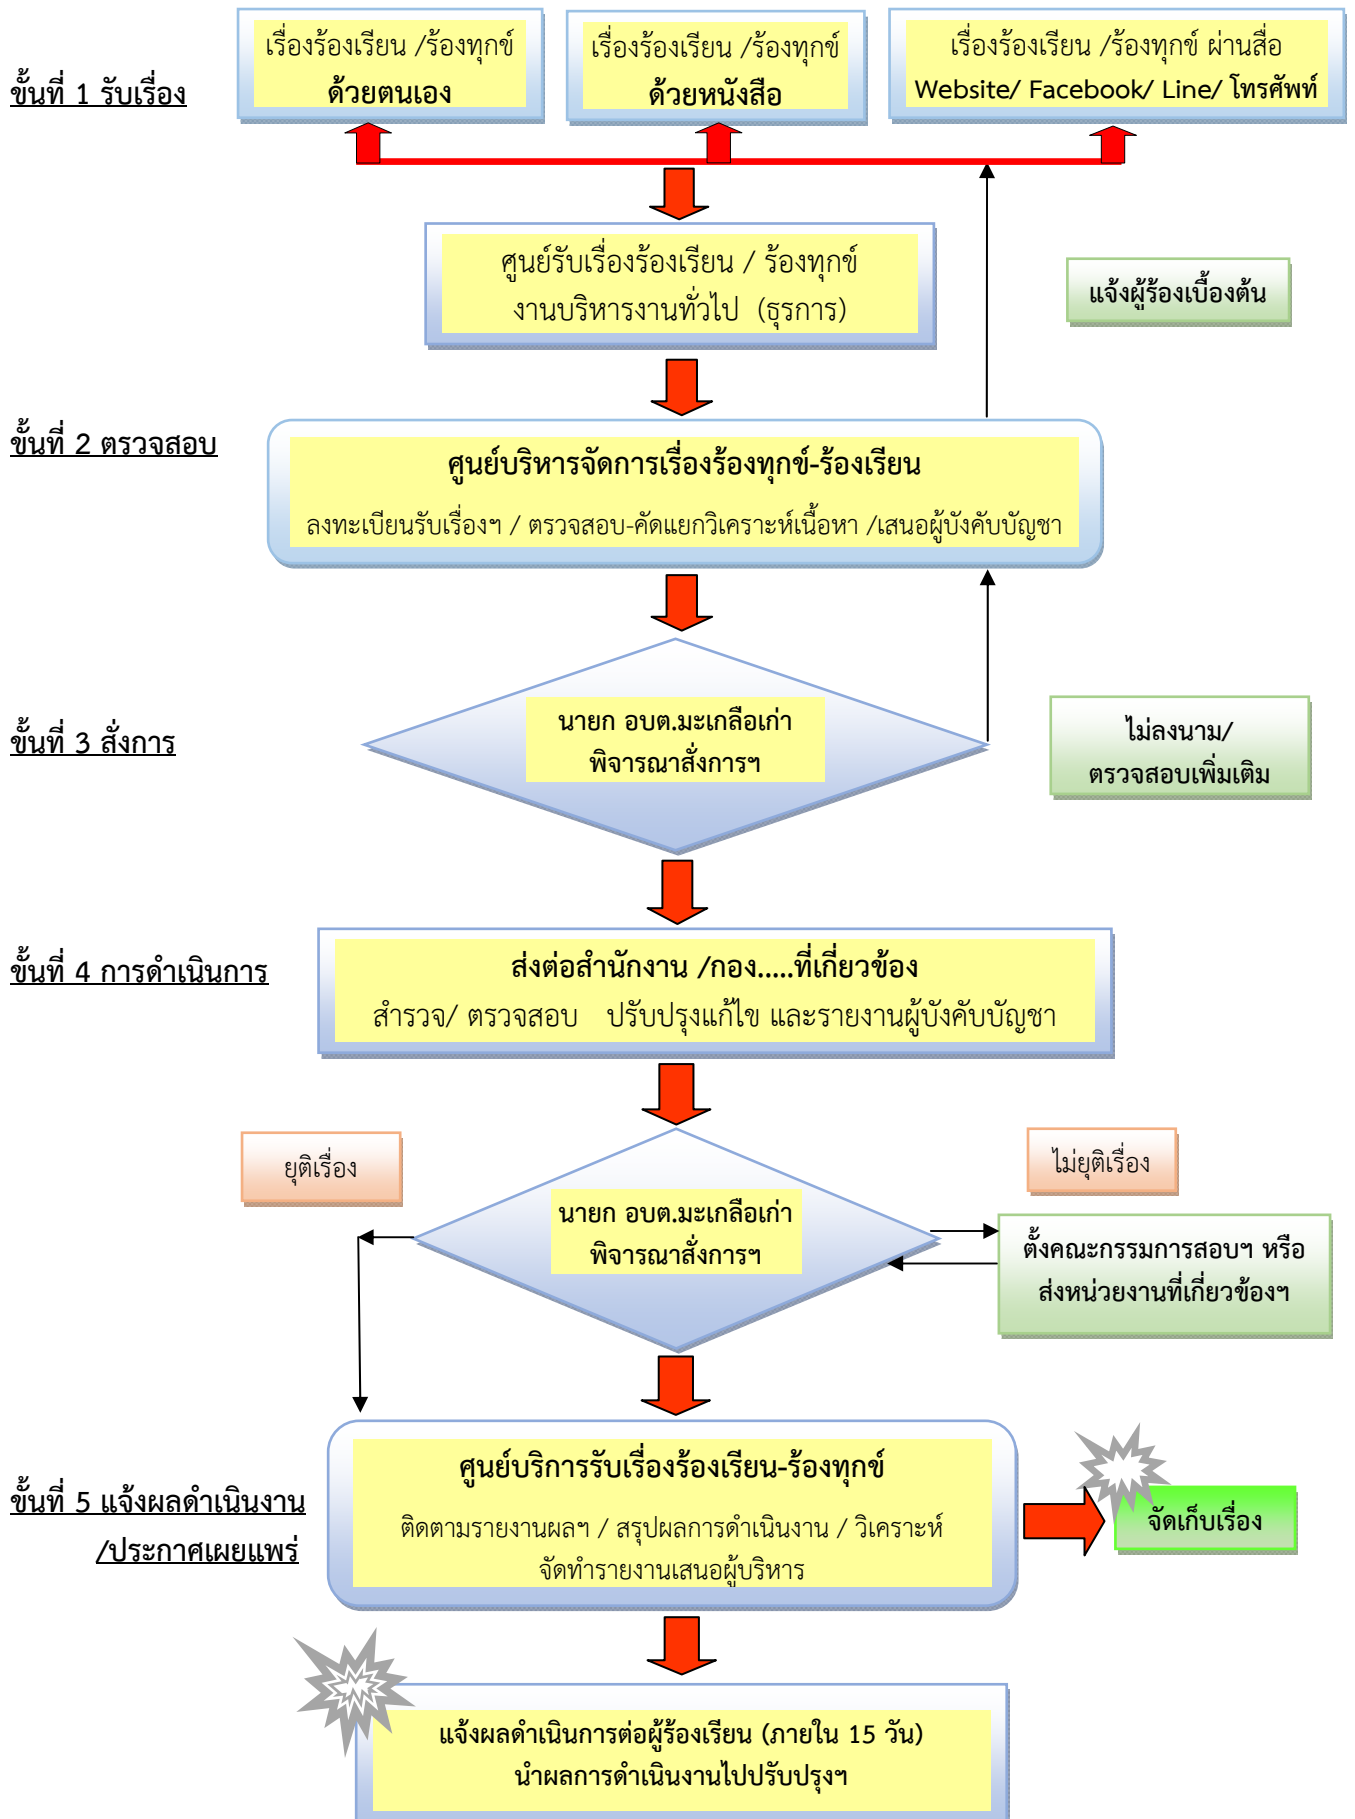 ขั้นที่ 1 รับเรื่อง
เรื่องร้องเรียน /ร้องทุกข์
ด้วยตนเอง
เรื่องร้องเรียน /ร้องทุกข์
ด้วยหนังสือ
เรื่องร้องเรียน /ร้องทุกข์ ผ่านสื่อ
Website/ Facebook/ Line/ โทรศัพท์
ศูนย์รับเรื่องร้องเรียน / ร้องทุกข์
งานบริหารงานทั่วไป (ธุรการ)
แจ้งผู้ร้องเบื้องต้น
ขั้นที่ 2 ตรวจสอบ
ศูนย์บริหารจัดการเรื่องร้องทุกข์-ร้องเรียน
ลงทะเบียนรับเรื่องฯ / ตรวจสอบ-คัดแยกวิเคราะห์เนื้อหา /เสนอผู้บังคับบัญชา
ขั้นที่ 3 สั่งการ
นายก อบต.มะเกลือเก่า
พิจารณาสั่งการฯ
ไม่ลงนาม/
ตรวจสอบเพิ่มเติม
ขั้นที่ 4 การดำเนินการ
ส่งต่อสำนักงาน /กอง.....ที่เกี่ยวข้อง
สำรวจ/ ตรวจสอบ ปรับปรุงแก้ไข และรายงานผู้บังคับบัญชา
ยุติเรื่อง
ไม่ยุติเรื่อง
นายก อบต.มะเกลือเก่า
พิจารณาสั่งการฯ
ตั้งคณะกรรมการสอบฯ หรือ
ส่งหน่วยงานที่เกี่ยวข้องฯ
ขั้นที่ 5 แจ้งผลดำเนินงาน
/ประกาศเผยแพร่
ศูนย์บริการรับเรื่องร้องเรียน-ร้องทุกข์
ติดตามรายงานผลฯ / สรุปผลการดำเนินงาน / วิเคราะห์
จัดทำรายงานเสนอผู้บริหาร
จัดเก็บเรื่อง
แจ้งผลดำเนินการต่อผู้ร้องเรียน (ภายใน 15 วัน)
นำผลการดำเนินงานไปปรับปรุงฯ